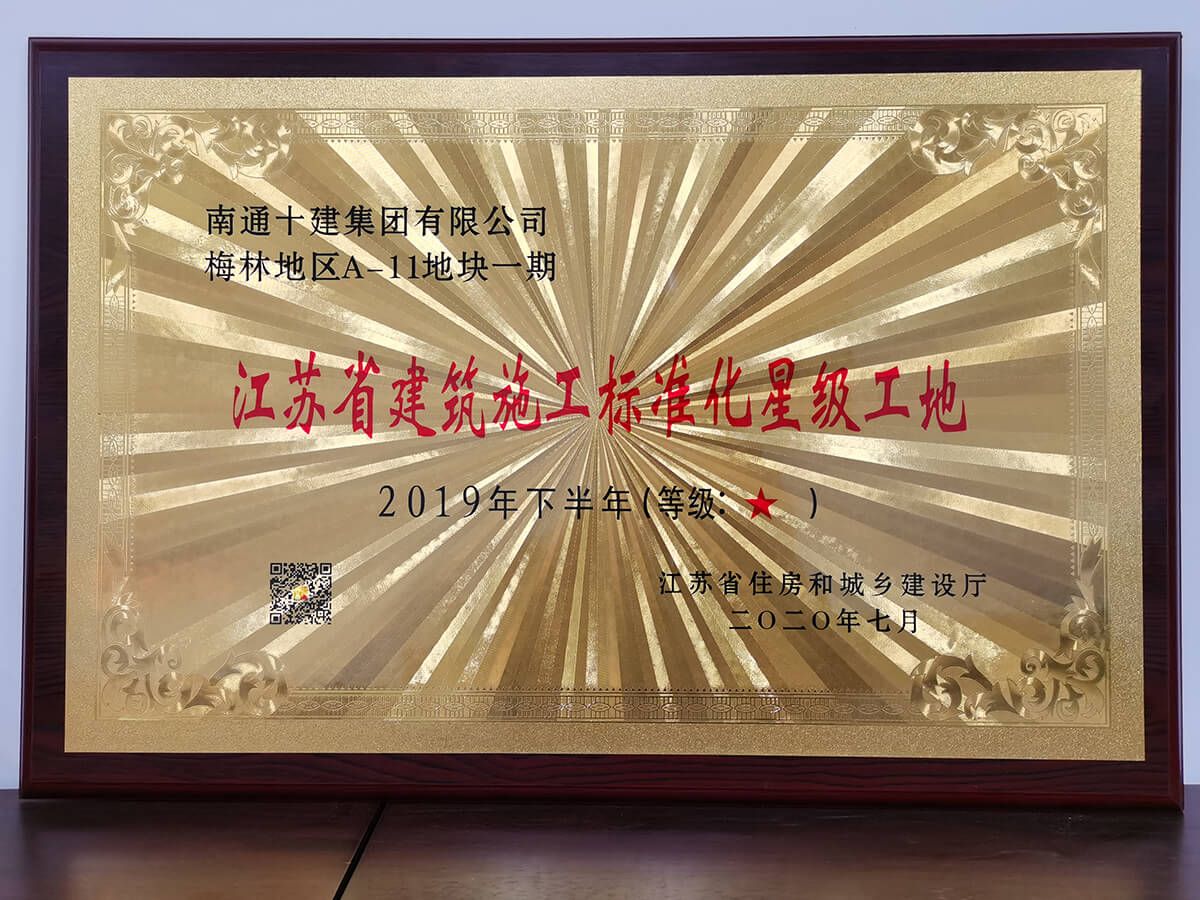 南通十建集团有限公司
梅林地区A-11地块一期
江苏省建筑施工标准化星级工地
2019年下半年(等级:★ )
江苏省住房和城乡建设厅
二〇二〇年七月